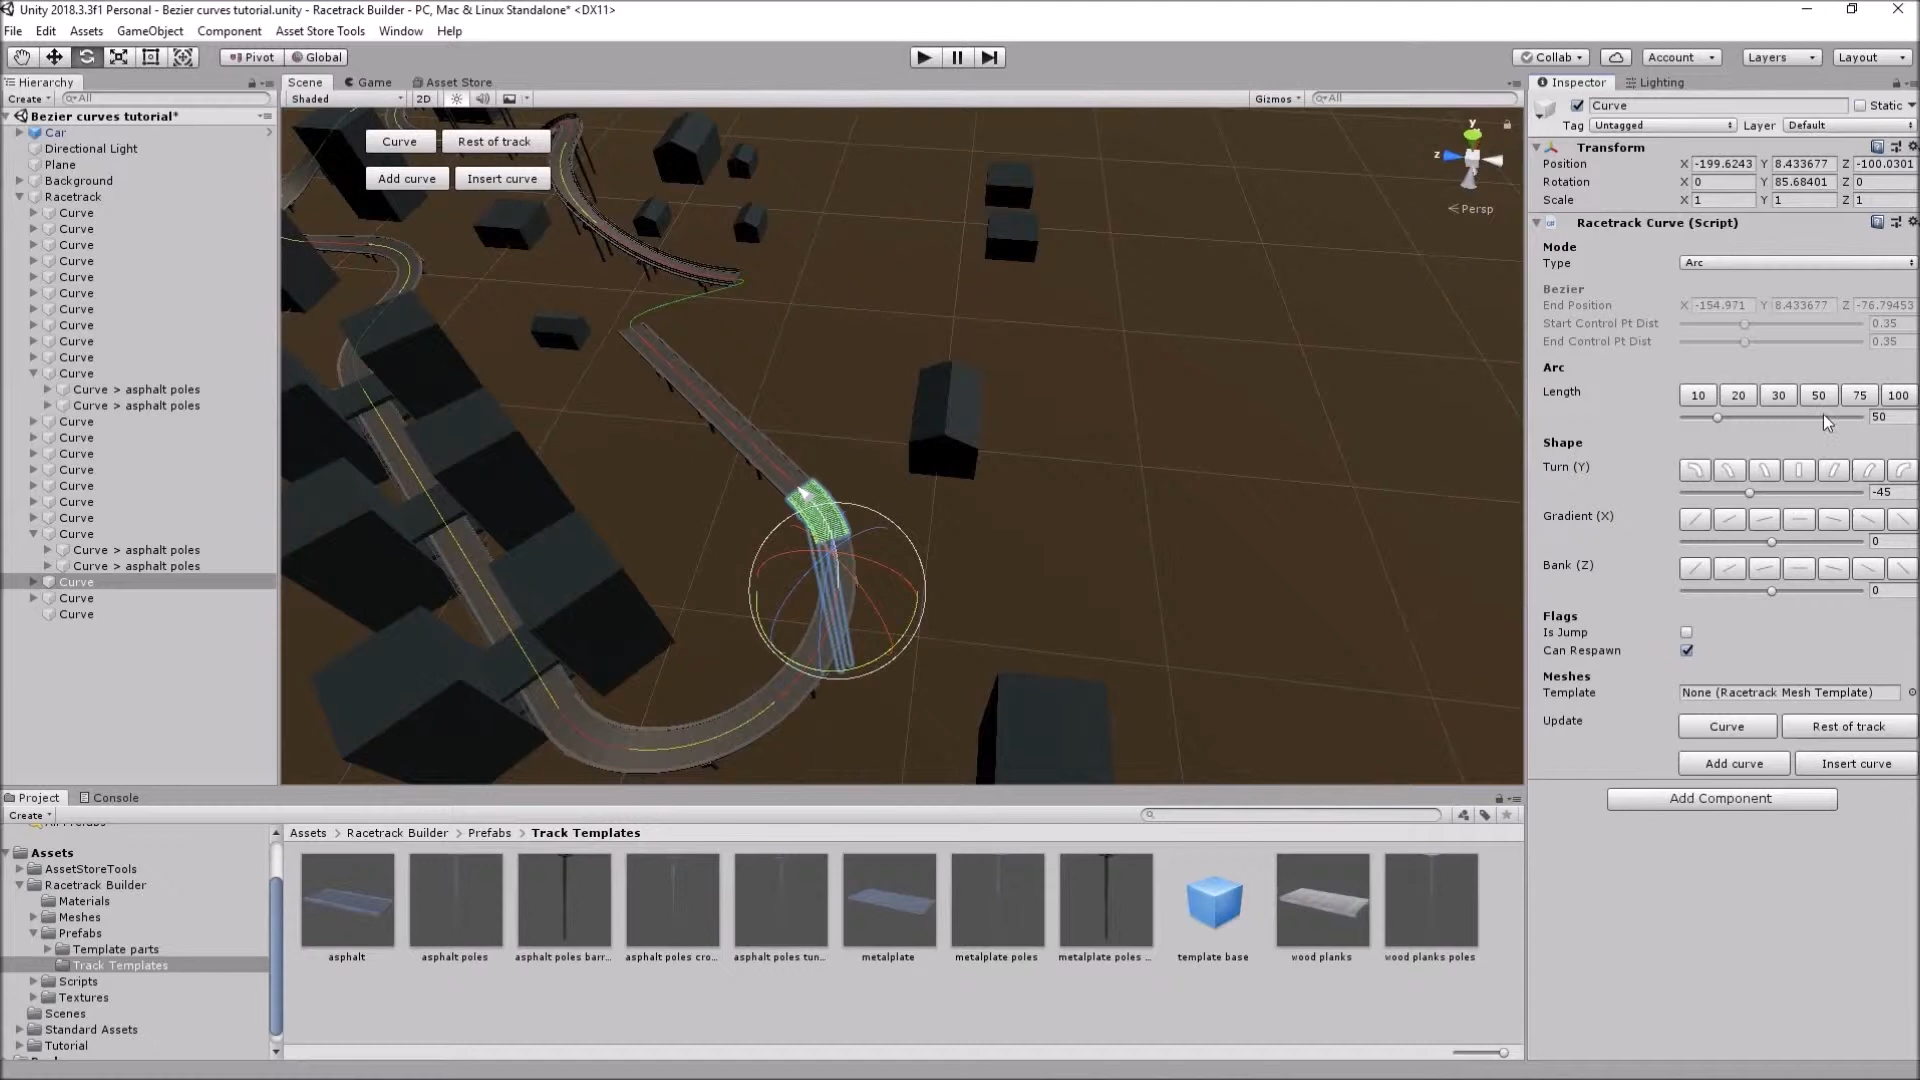 Unity 2018.3.3f1 Personal - Bezier curves tutorial.unity - Racetrack Builder - PC, Mac & Linux Standalone* <DX11>
File Edit Assets GameObject Component Asset Store Tools Window Help
Pivot Global Collab Account Layers Layout
Hierarchy Scene Game Asset Store Inspector Lighting
Create All Shaded 2D Gizmos All
Curve Static
Tag Untagged Layer Default
Bezier curves tutorial*
Car
Directional Light
Plane
Background
Racetrack
Curve
Curve
Curve
Curve
Curve
Curve
Curve
Curve
Curve
Curve
Curve
Curve > asphalt poles
Curve > asphalt poles
Curve
Curve
Curve
Curve
Curve
Curve
Curve
Curve
Curve > asphalt poles
Curve > asphalt poles
Curve
Curve
Curve
Curve Rest of track
Add curve Insert curve
y
z
Persp
Transform
Position X -199.6243 Y 8.433677 Z -100.0301
Rotation X 0 Y 85.68401 Z 0
Scale X 1 Y 1 Z 1
Racetrack Curve (Script)
Mode
Type Arc
Bezier
End Position X -154.971 Y 8.433677 Z -76.79453
Start Control Pt Dist 0.35
End Control Pt Dist 0.35
Arc
Length 10 20 30 50 75 100
50
Shape
Turn (Y)
-45
Gradient (X)
0
Bank (Z)
0
Flags
Is Jump
Can Respawn
Meshes
Template None (Racetrack Mesh Template)
Update Curve Rest of track
Add curve Insert curve
Add Component
Project Console
Create
Assets
AssetStoreTools
Racetrack Builder
Materials
Meshes
Prefabs
Template parts
Track Templates
Scripts
Textures
Scenes
Standard Assets
Tutorial
Assets > Racetrack Builder > Prefabs > Track Templates
asphalt asphalt poles asphalt poles barr... asphalt poles cro... asphalt poles tun... metalplate metalplate poles metalplate poles ... template base wood planks wood planks poles